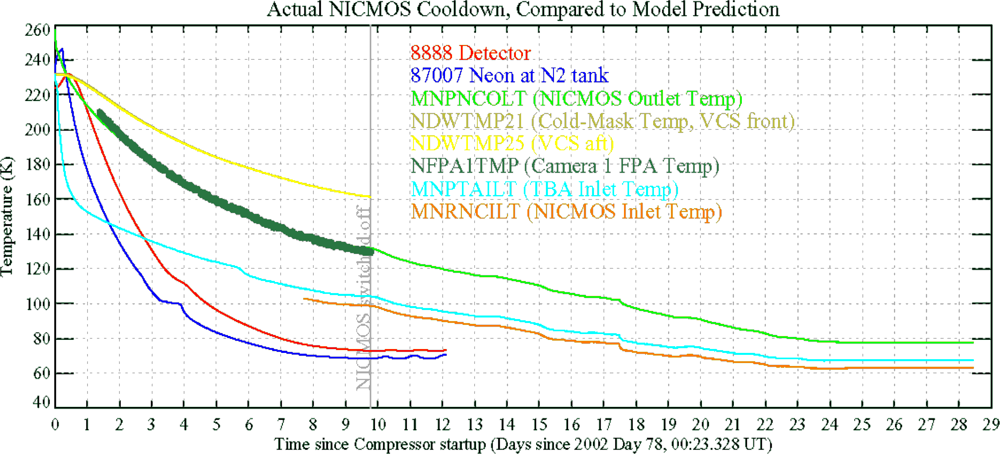 Actual NICMOS Cooldown, Compared to Model Prediction
260
240
220
200
180
160
140
120
100
80
60
40
Temperature (K)
8888 Detector
87007 Neon at N2 tank
MNPNCOLT (NICMOS Outlet Temp)
NDWTMP21 (Cold-Mask Temp, VCS front)
NDWTMP25 (VCS aft)
NFPA1TMP (Camera 1 FPA Temp)
MNPTAILT (TBA Inlet Temp)
MNRNCILT (NICMOS Inlet Temp)
NICMOS switched off
0 1 2 3 4 5 6 7 8 9 10 11 12 13 14 15 16 17 18 19 20 21 22 23 24 25 26 27 28 29
Time since Compressor startup (Days since 2002 Day 78, 00:23.328 UT)